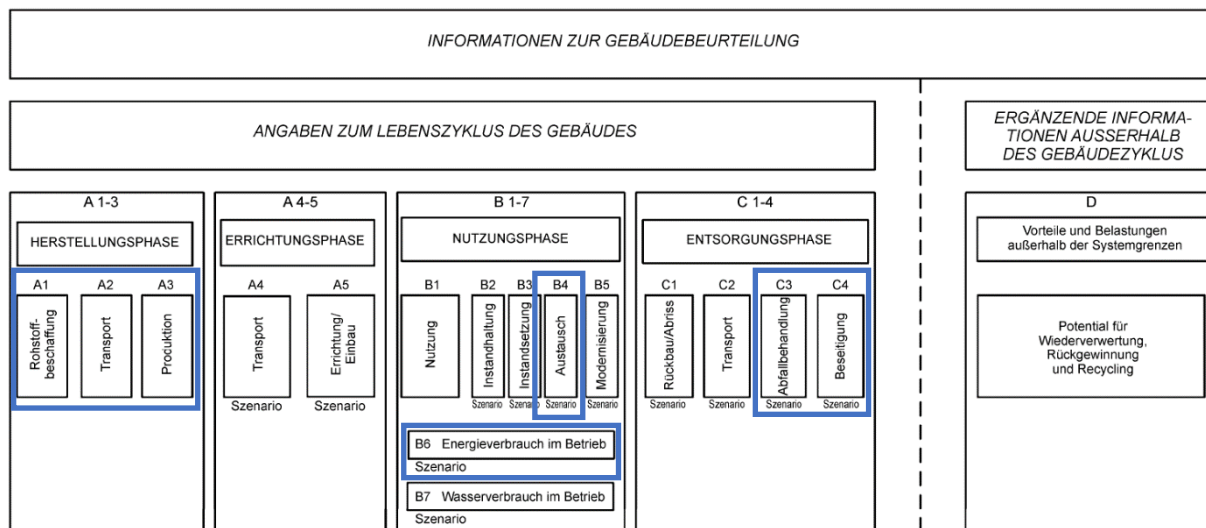 INFORMATIONEN ZUR GEBÄUDEBEURTEILUNG
ANGABEN ZUM LEBENSZYKLUS DES GEBÄUDES
ERGÄNZENDE INFORMA-
TIONEN AUSSERHALB
DES GEBÄUDEZYKLUS
A 1-3
HERSTELLUNGSPHASE
A1
Rohstoff-
beschaffung
A2
Transport
A3
Produktion
A 4-5
ERRICHTUNGSPHASE
A4
Transport
Szenario
A5
Errichtung/
Einbau
Szenario
B 1-7
NUTZUNGSPHASE
B1
Nutzung
B2
Instandhaltung
Szenario
B3
Instandsetzung
Szenario
B4
Austausch
Szenario
B5
Modernisierung
Szenario
B6 Energieverbrauch im Betrieb
Szenario
B7 Wasserverbrauch im Betrieb
Szenario
C 1-4
ENTSORGUNGSPHASE
C1
Rückbau/Abriss
Szenario
C2
Transport
Szenario
C3
Abfallbehandlung
Szenario
C4
Beseitigung
Szenario
D
Vorteile und Belastungen
außerhalb der Systemgrenzen
Potential für
Wiederverwertung,
Rückgewinnung
und Recycling